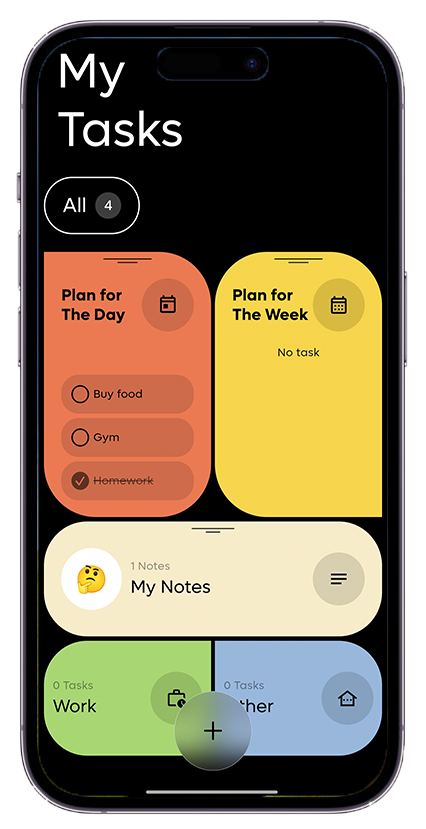 My
Tasks
All 4
Plan for
The Day
Buy food
Gym
Homework
Plan for
The Week
No task
1 Notes
My Notes
0 Tasks
Work
0 Tasks
ther
+